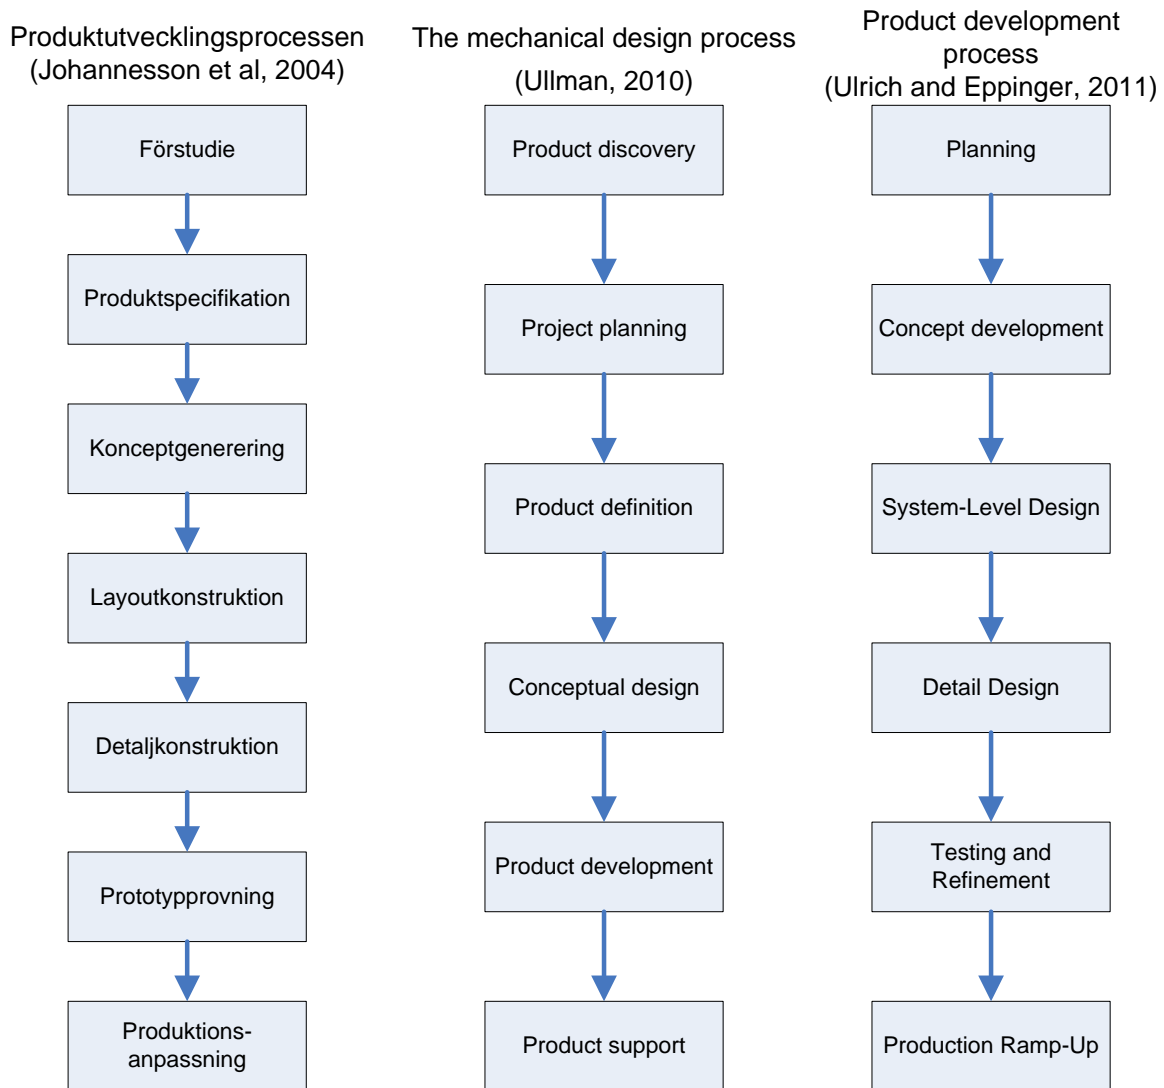 Produktutvecklingsprocessen
(Johannesson et al, 2004)
Förstudie
Produktspecifikation
Konceptgenerering
Layoutkonstruktion
Detaljkonstruktion
Prototypprovning
Produktions-
anpassning
The mechanical design process
(Ullman, 2010)
Product discovery
Project planning
Product definition
Conceptual design
Product development
Product support
Product development
process
(Ulrich and Eppinger, 2011)
Planning
Concept development
System-Level Design
Detail Design
Testing and
Refinement
Production Ramp-Up